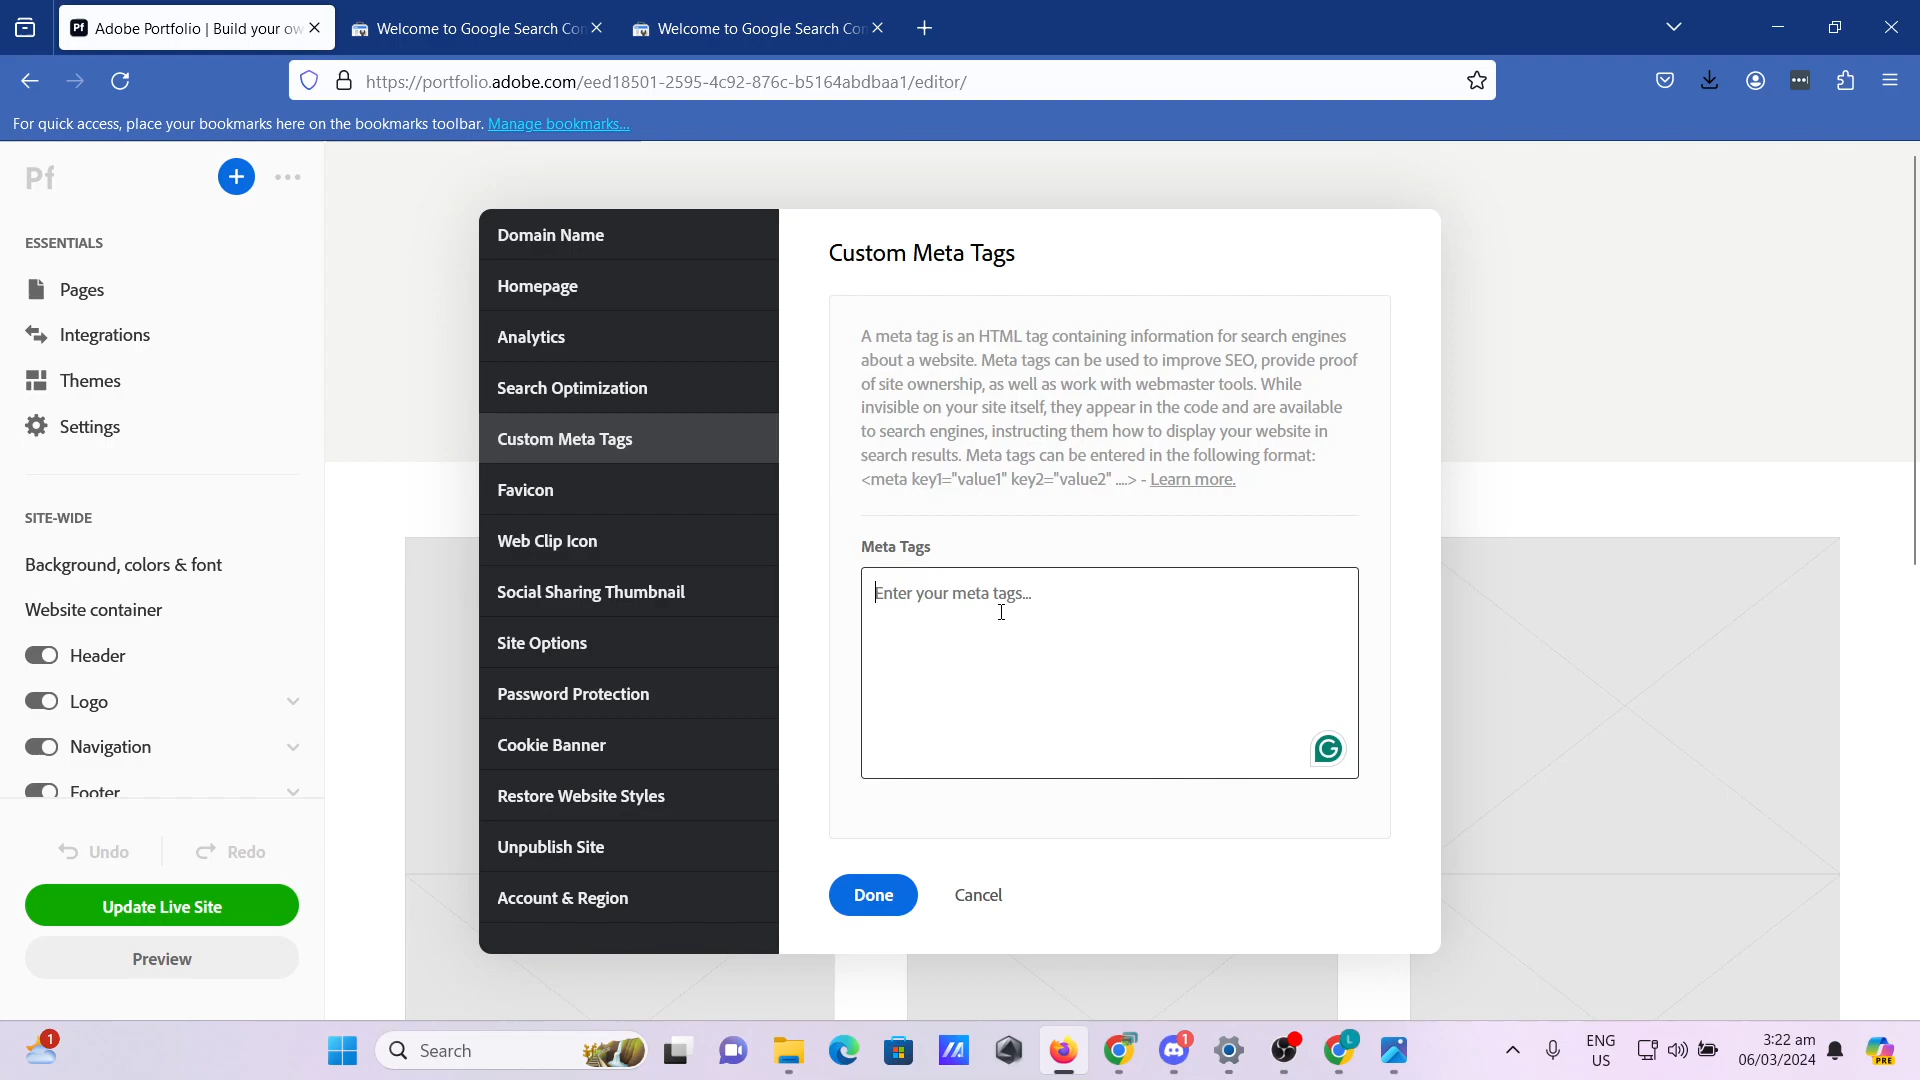 Adobe Portfolio | Build your ow
Welcome to Google Search Con
Welcome to Google Search Con
https://portfolio.adobe.com/eed18501-2595-4c92-876c-b5164abdbaa1/editor/
For quick access, place your bookmarks here on the bookmarks toolbar. Manage bookmarks...
Pf
ESSENTIALS
Pages
Integrations
Themes
Settings
SITE-WIDE
Background, colors & font
Website container
Header
Logo
Navigation
Footer
Undo
Redo
Update Live Site
Preview
Domain Name
Homepage
Analytics
Search Optimization
Custom Meta Tags
Favicon
Web Clip Icon
Social Sharing Thumbnail
Site Options
Password Protection
Cookie Banner
Restore Website Styles
Unpublish Site
Account & Region
Custom Meta Tags
A meta tag is an HTML tag containing information for search engines
about a website. Meta tags can be used to improve SEO, provide proof
of site ownership, as well as work with webmaster tools. While
invisible on your site itself, they appear in the code and are available
to search engines, instructing them how to display your website in
search results. Meta tags can be entered in the following format:
<meta key1="value1" key2="value2" ....> - Learn more.
Meta Tags
Enter your meta tags...
Done
Cancel
1
Search
1
L
ENG
US
3:22 am
06/03/2024
PRE